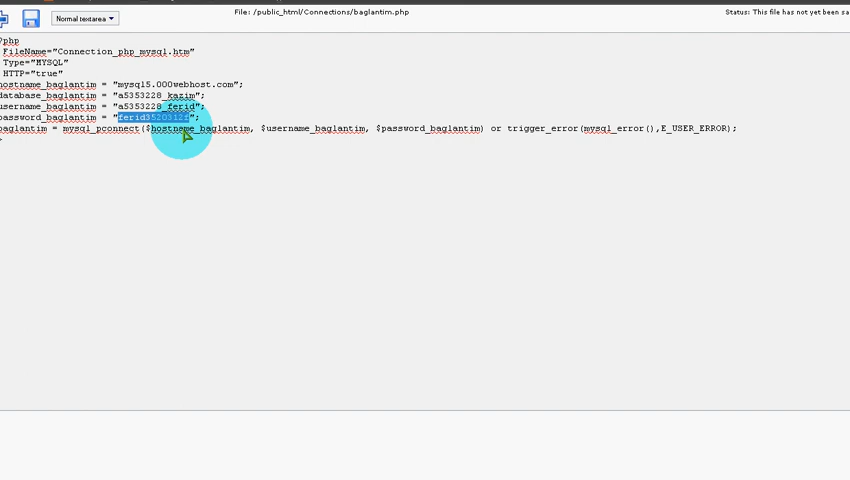 Normal textarea
File: /public_html/Connections/baglantim.php
Status: This file has not yet been sa
?php
FileName="Connection_php_mysql.htm"
Type="MYSQL"
HTTP="true"
hostname_baglantim = "mysql5.000webhost.com";
database_baglantim = "a5353228_kazim";
username_baglantim = "a5353228_ferid";
password_baglantim = "ferid3520312f";
baglantim = mysql_pconnect($hostname_baglantim, $username_baglantim, $password_baglantim) or trigger_error(mysql_error(),E_USER_ERROR);